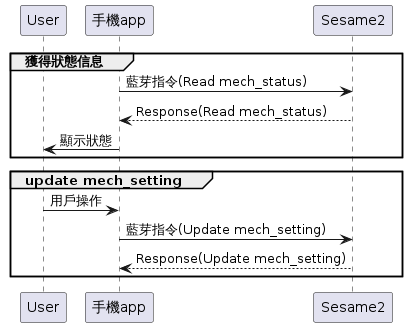 User 手機app Sesame2
獲得狀態信息
藍芽指令(Read mech_status)
Response(Read mech_status)
顯示狀態
update mech_setting
用戶操作
藍芽指令(Update mech_setting)
Response(Update mech_setting)
User 手機app Sesame2